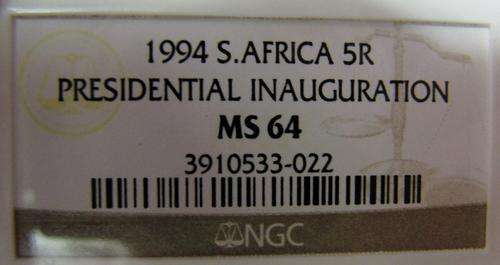 1994 S.AFRICA 5R
PRESIDENTIAL INAUGURATION
MS 64
3910533-022
NGC